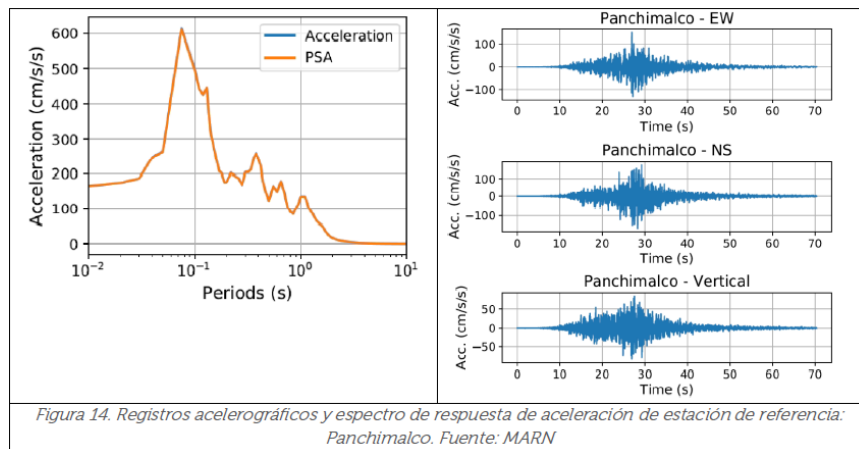 600
500
400
300
200
100
0
Acceleration (cm/s/s)
Acceleration
PSA
10⁻² 10⁻¹ 10⁰ 10¹
Periods (s)
Panchimalco - EW
100
0
−100
Acc. (cm/s/s)
0 10 20 30 40 50 60 70
Time (s)
Panchimalco - NS
100
0
−100
Acc. (cm/s/s)
0 10 20 30 40 50 60 70
Time (s)
Panchimalco - Vertical
50
0
−50
Acc. (cm/s/s)
0 10 20 30 40 50 60 70
Time (s)
Figura 14. Registros acelerográficos y espectro de respuesta de aceleración de estación de referencia:
Panchimalco. Fuente: MARN